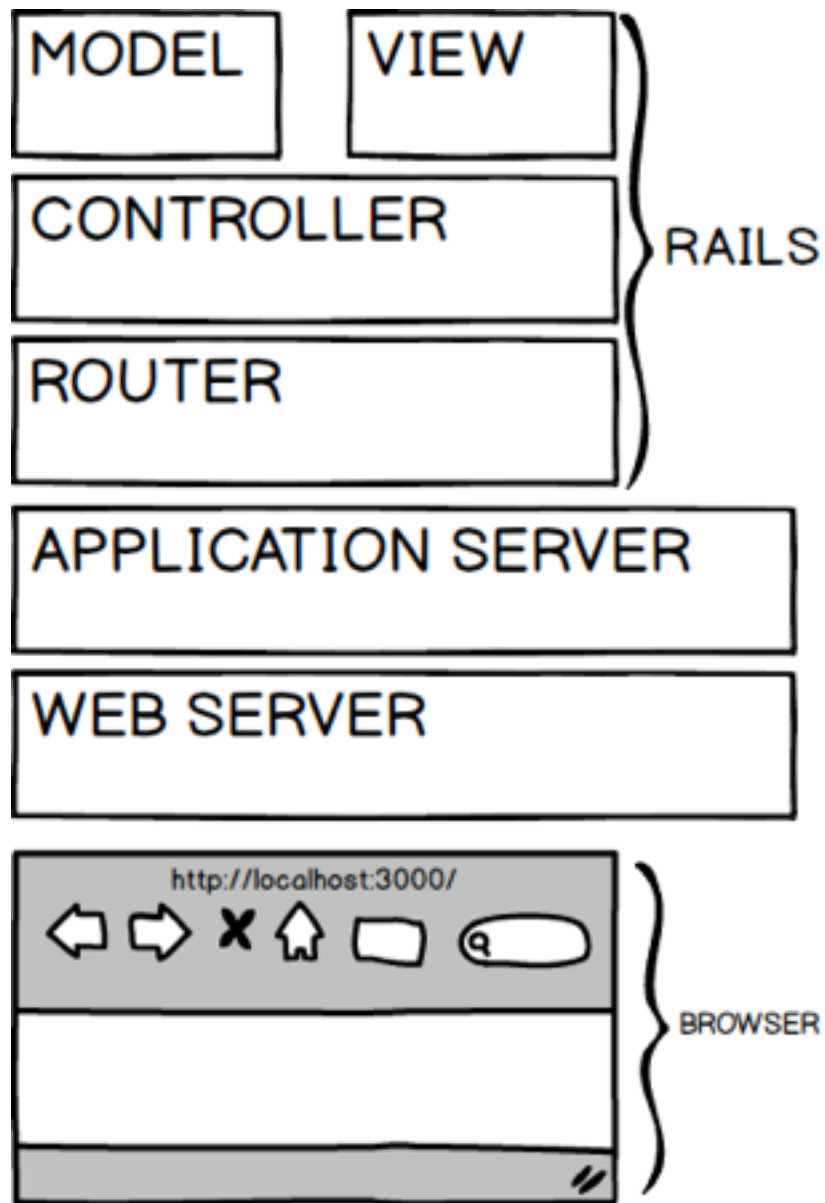 MODEL
VIEW
CONTROLLER
RAILS
ROUTER
APPLICATION SERVER
WEB SERVER
http://localhost:3000/
BROWSER